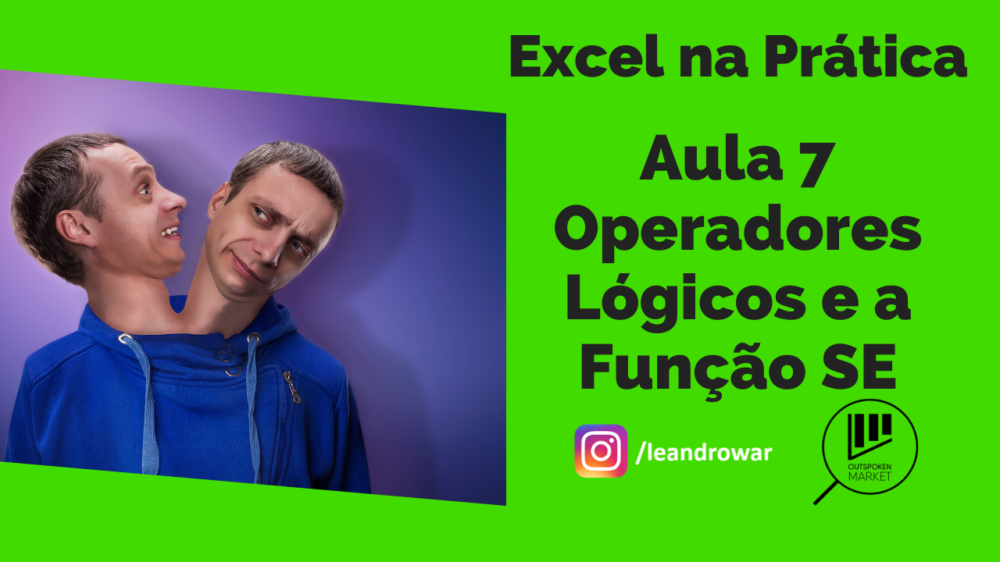 Excel na Prática
Aula 7
Operadores
Lógicos e a
Função SE
/leandrowar
OUTSPOKEN
MARKET